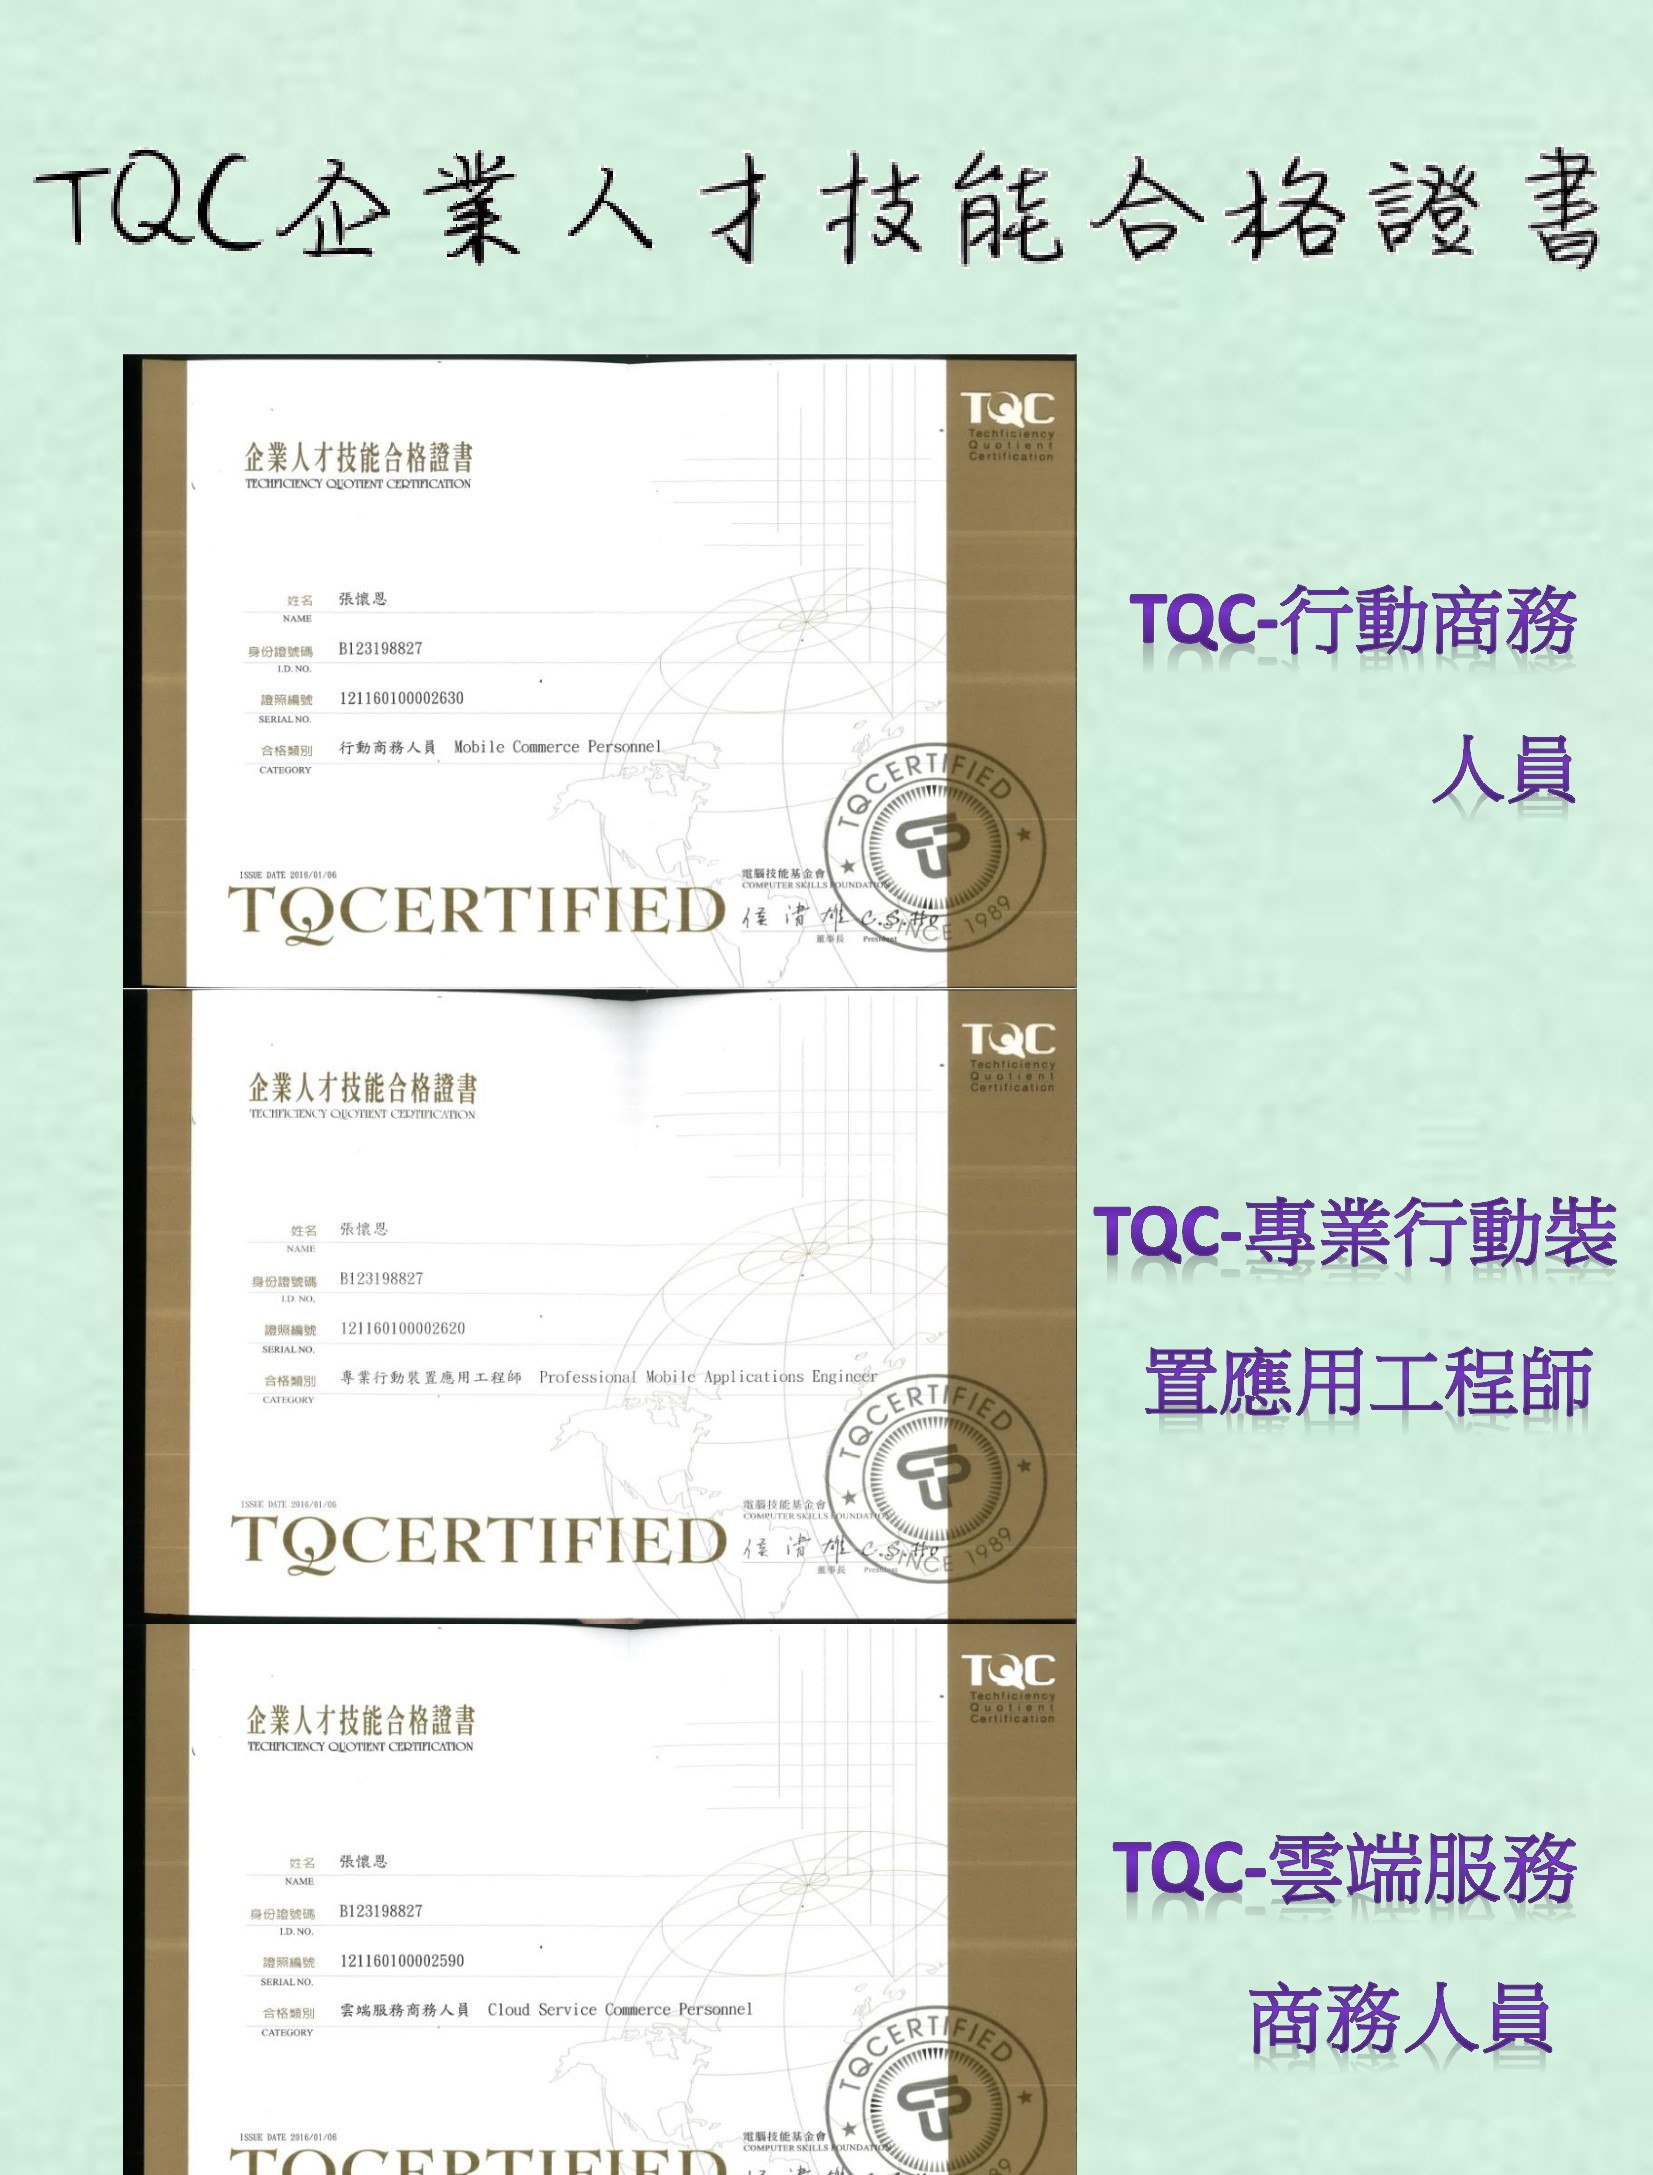 TQC企業人才技能合格證書
TQC
Techficiency
Quotient
Certification
企業人才技能合格證書
TECHFICIENCY QUOTIENT CERTIFICATION
姓名 張懷恩
NAME
身份證號碼 B123198827
I.D. NO.
證照編號 121160100002630
SERIAL NO.
合格類別 行動商務人員 Mobile Commerce Personnel
CATEGORY
TQCERTIFIED
SINCE 1989
ISSUE DATE 2016/01/06
TQCERTIFIED
電腦技能基金會
COMPUTER SKILLS FOUNDATION
C.S.Ho
董事長 President
TQC-行動商務
人員
TQC
Techficiency
Quotient
Certification
企業人才技能合格證書
TECHFICIENCY QUOTIENT CERTIFICATION
姓名 張懷恩
NAME
身份證號碼 B123198827
I.D. NO.
證照編號 121160100002620
SERIAL NO.
合格類別 專業行動裝置應用工程師 Professional Mobile Applications Engineer
CATEGORY
TQCERTIFIED
SINCE 1989
ISSUE DATE 2016/01/06
TQCERTIFIED
電腦技能基金會
COMPUTER SKILLS FOUNDATION
C.S.Ho
董事長 President
TQC-專業行動裝
置應用工程師
TQC
Techficiency
Quotient
Certification
企業人才技能合格證書
TECHFICIENCY QUOTIENT CERTIFICATION
姓名 張懷恩
NAME
身份證號碼 B123198827
I.D. NO.
證照編號 121160100002590
SERIAL NO.
合格類別 雲端服務商務人員 Cloud Service Commerce Personnel
CATEGORY
TQCERTIFIED
ISSUE DATE 2016/01/06
TQCERTIFIED
電腦技能基金會
COMPUTER SKILLS FOUNDATION
TQC-雲端服務
商務人員